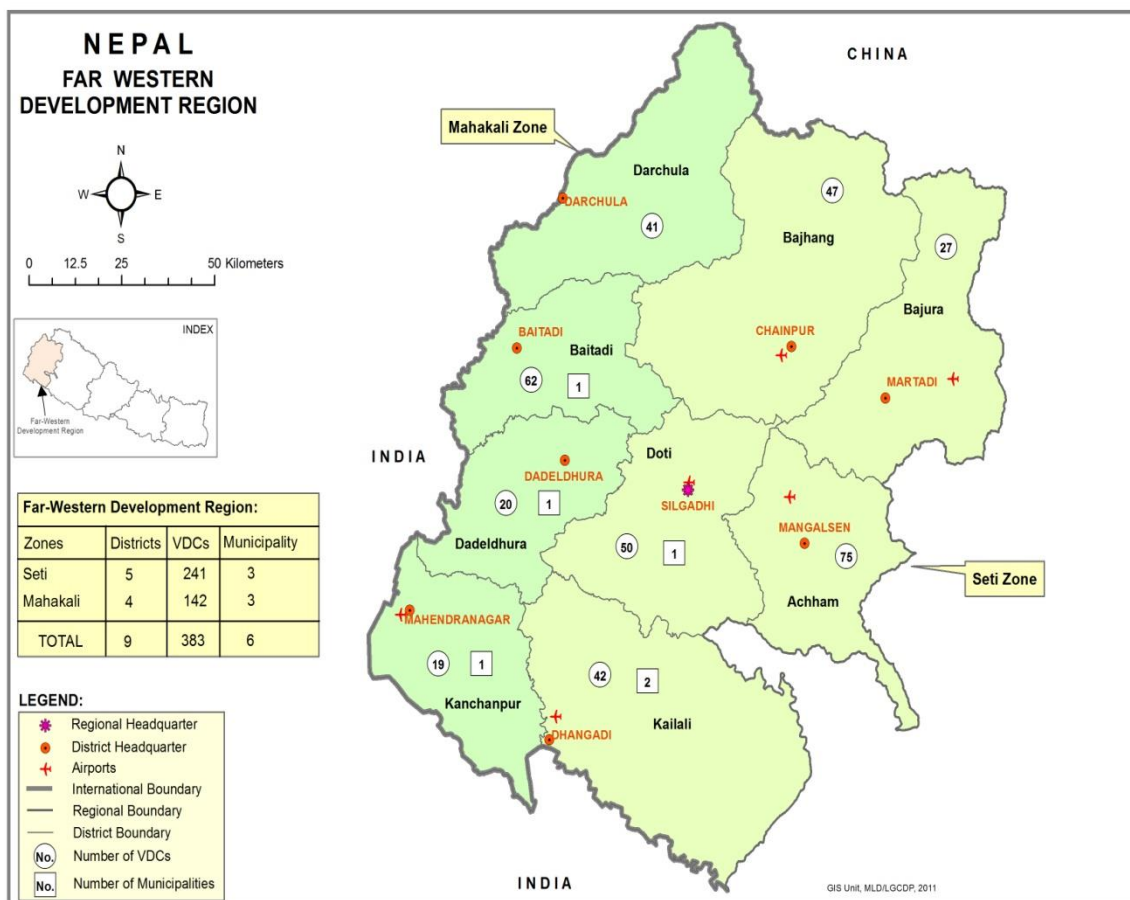 NEPAL
FAR WESTERN
DEVELOPMENT REGION
N
W E
S
0 12.5 25 50 Kilometers
INDEX
Far-Western
Development Region
CHINA
Mahakali Zone
Darchula
DARCHULA
41
47
Bajhang
27
Bajura
CHAINPUR
MARTADI
BAITADI
Baitadi
62 1
INDIA
DADELDHURA
20 1
Dadeldhura
Doti
SILGADHI
50 1
MANGALSEN
75
Achham
Seti Zone
MAHENDRANAGAR
19 1
Kanchanpur
42 2
Kailali
DHANGADI
INDIA
Far-Western Development Region:
Zones Districts VDCs Municipality
Seti 5 241 3
Mahakali 4 142 3
TOTAL 9 383 6
LEGEND:
Regional Headquarter
District Headquarter
Airports
International Boundary
Regional Boundary
District Boundary
No. Number of VDCs
No. Number of Municipalities
GIS Unit, MLD/LGCDP, 2011